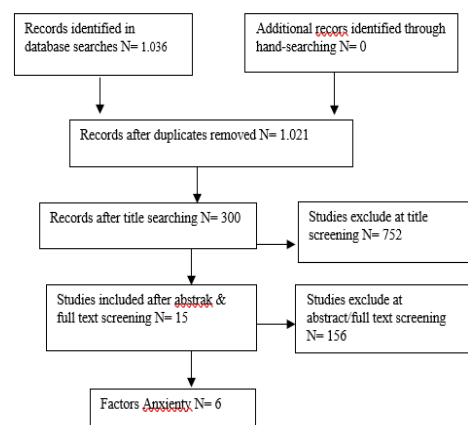 Records identified in
database searches N= 1.036
Additional recors identified through
hand-searching N= 0
Records after duplicates removed N= 1.021
Records after title searching N= 300
Studies exclude at title
screening N= 752
Studies included after abstrak &
full text screening N= 15
Studies exclude at
abstract/full text screening
N= 156
Factors Anxienty N= 6